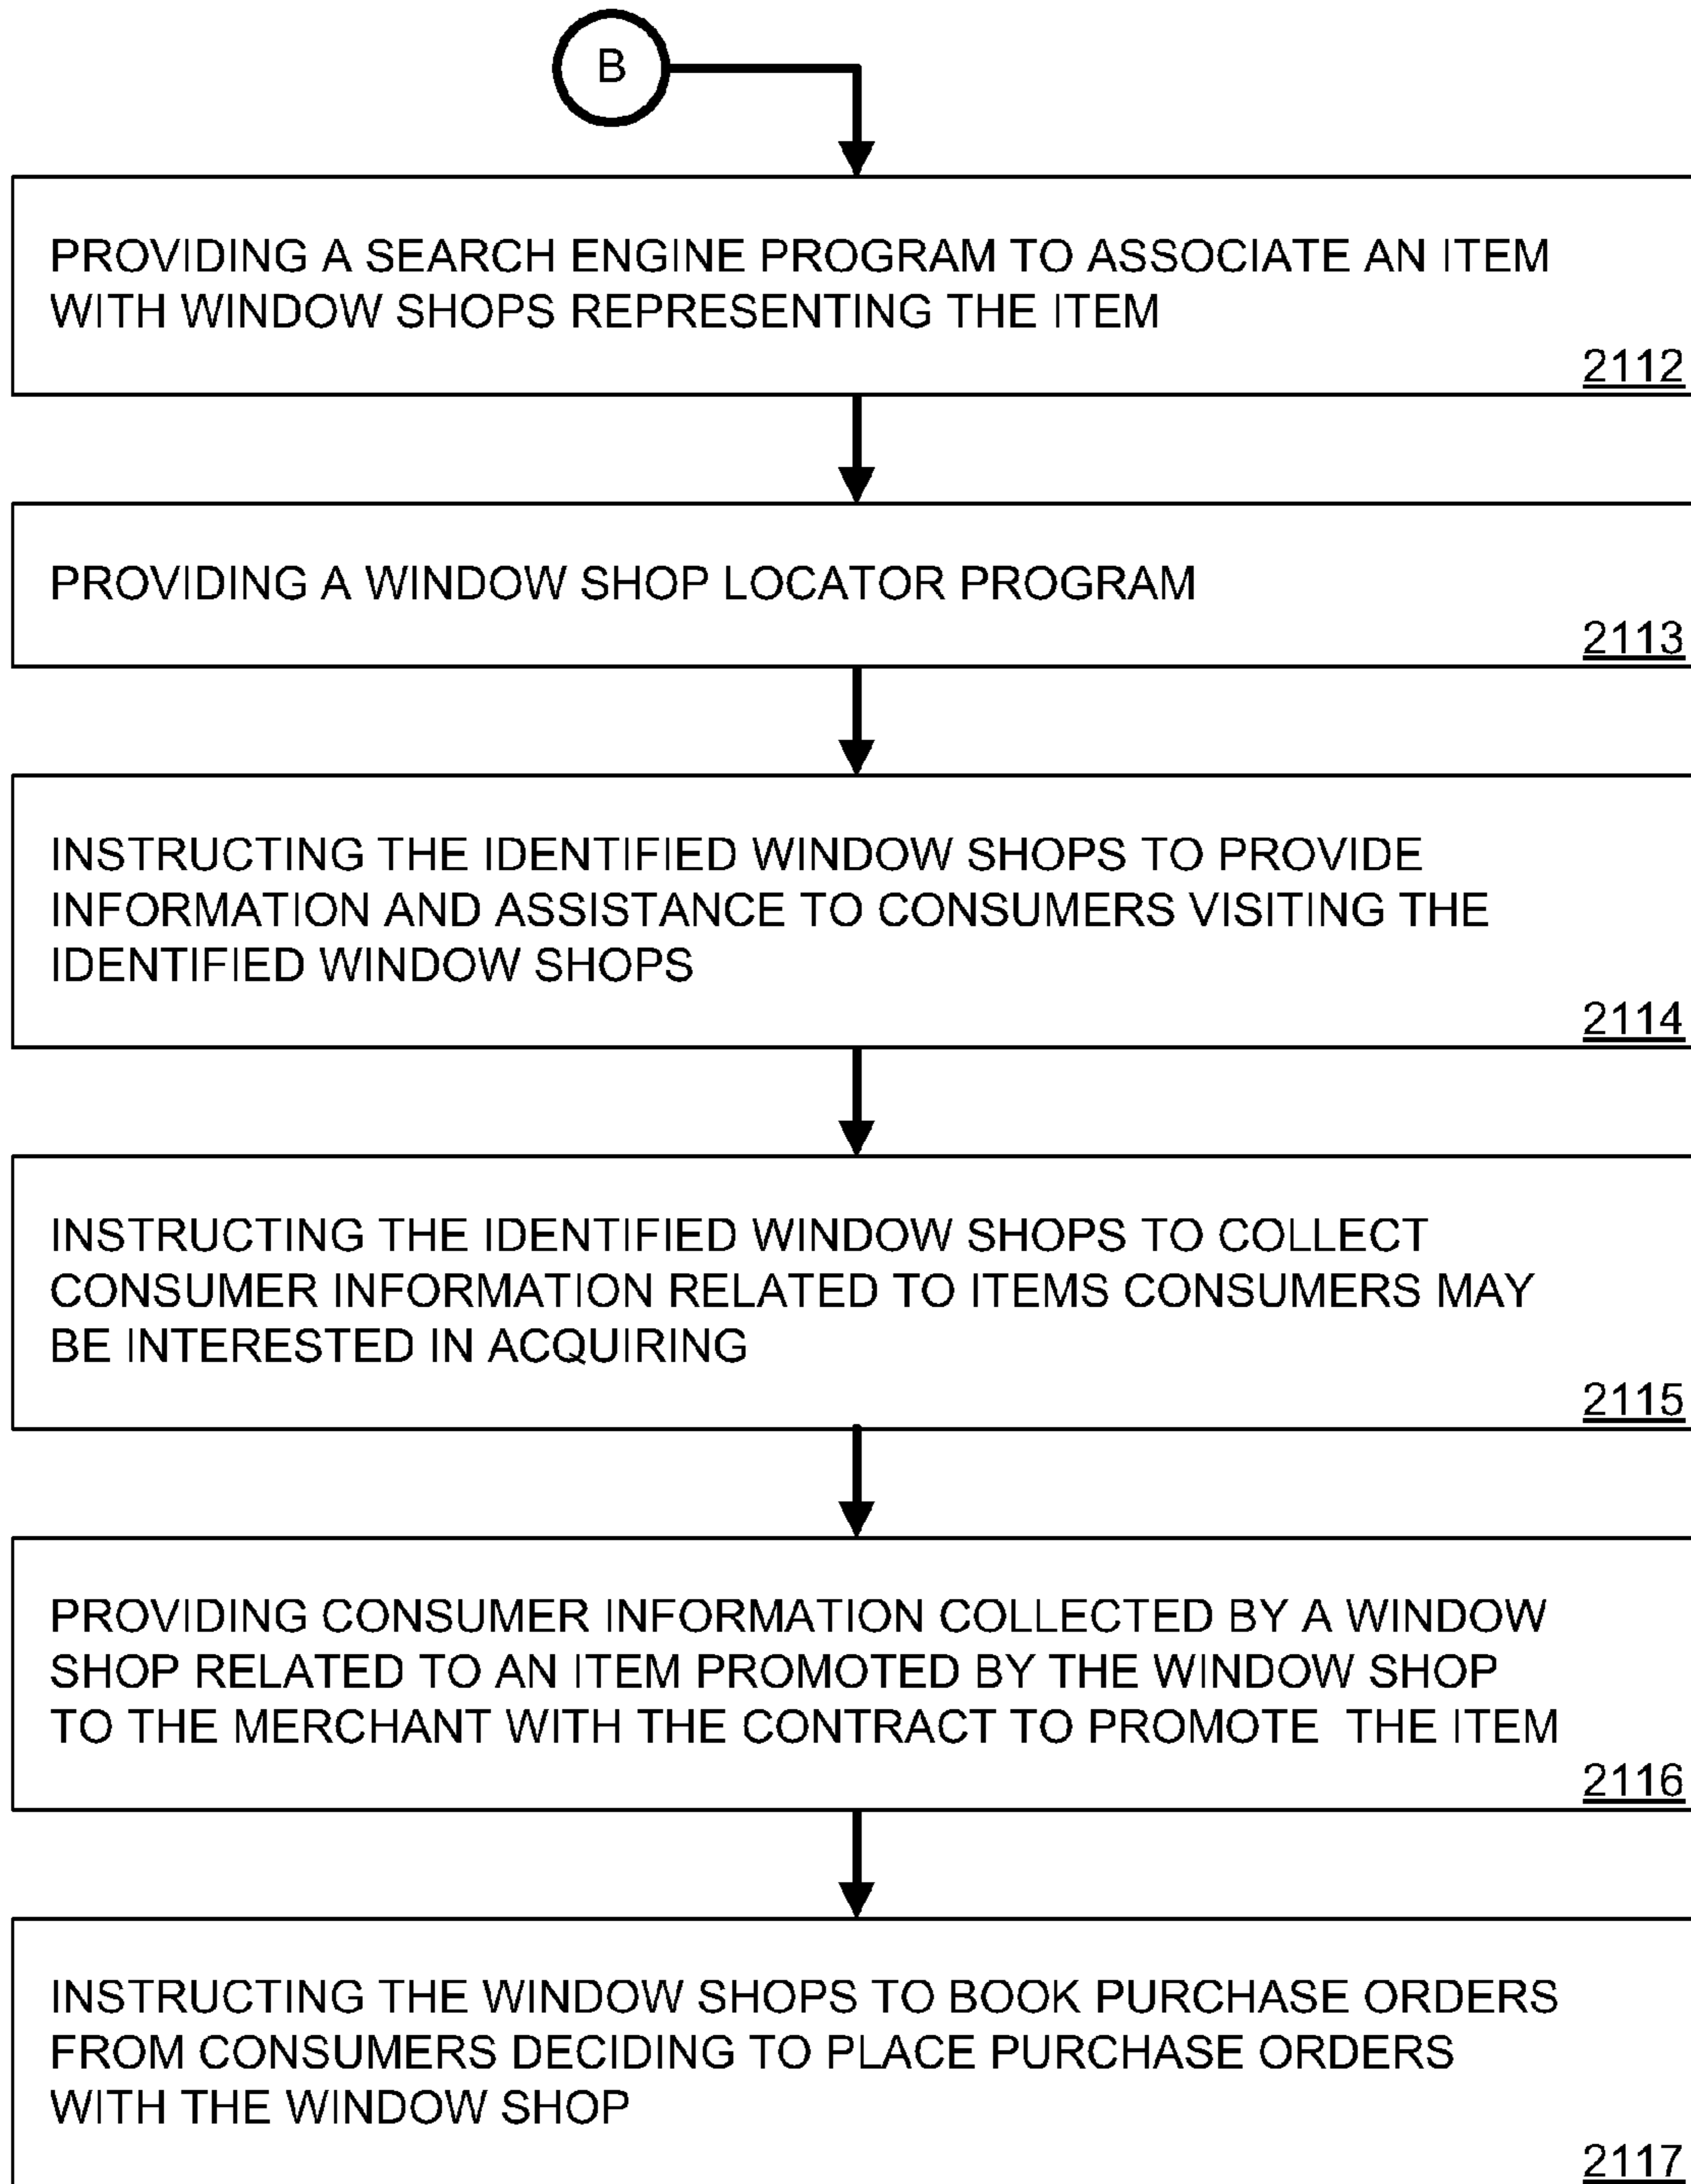 B
PROVIDING A SEARCH ENGINE PROGRAM TO ASSOCIATE AN ITEM
WITH WINDOW SHOPS REPRESENTING THE ITEM
2112
PROVIDING A WINDOW SHOP LOCATOR PROGRAM
2113
INSTRUCTING THE IDENTIFIED WINDOW SHOPS TO PROVIDE
INFORMATION AND ASSISTANCE TO CONSUMERS VISITING THE
IDENTIFIED WINDOW SHOPS
2114
INSTRUCTING THE IDENTIFIED WINDOW SHOPS TO COLLECT
CONSUMER INFORMATION RELATED TO ITEMS CONSUMERS MAY
BE INTERESTED IN ACQUIRING
2115
PROVIDING CONSUMER INFORMATION COLLECTED BY A WINDOW
SHOP RELATED TO AN ITEM PROMOTED BY THE WINDOW SHOP
TO THE MERCHANT WITH THE CONTRACT TO PROMOTE THE ITEM
2116
INSTRUCTING THE WINDOW SHOPS TO BOOK PURCHASE ORDERS
FROM CONSUMERS DECIDING TO PLACE PURCHASE ORDERS
WITH THE WINDOW SHOP
2117